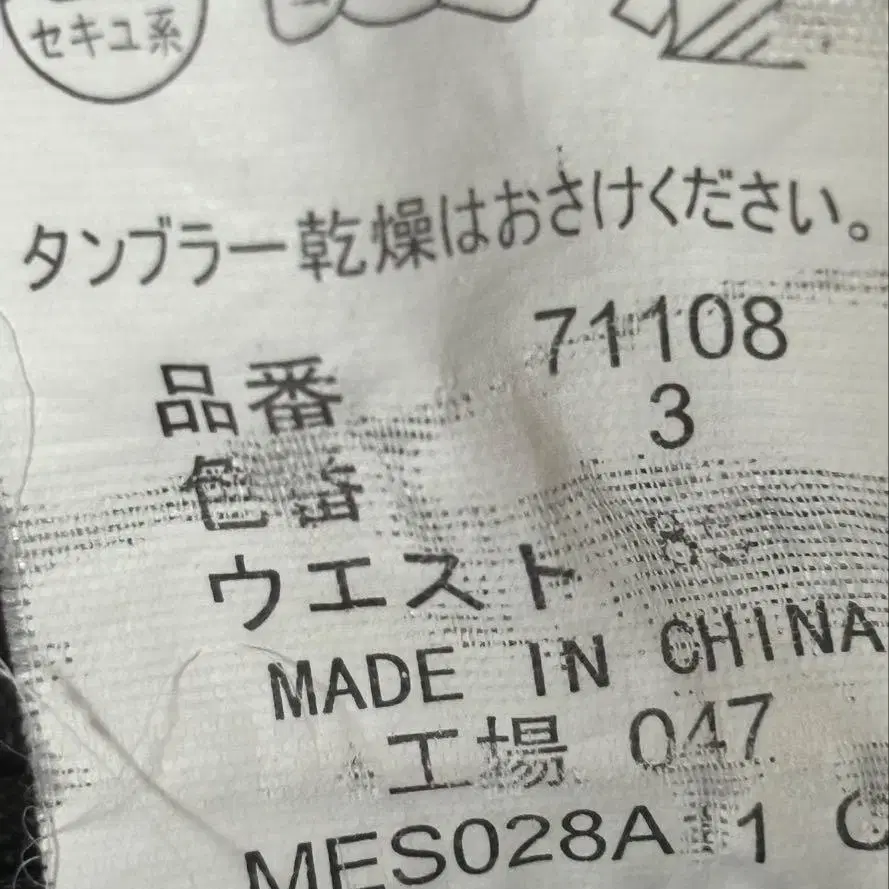 セキユ系
タンブラー乾燥はおさけください。
品番 71108
色番 3
ウエスト
MADE IN CHINA
工場 047
MES028A 1